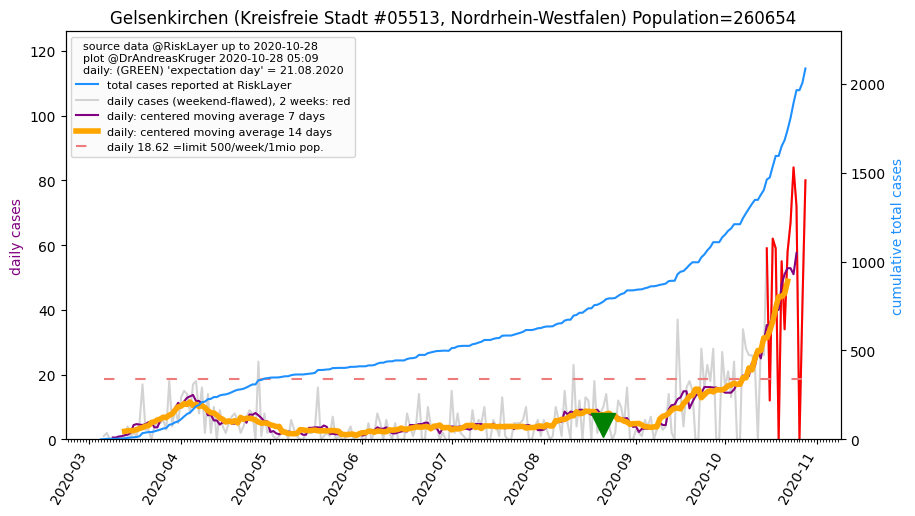 Gelsenkirchen (Kreisfreie Stadt #05513, Nordrhein-Westfalen) Population=260654
source data @RiskLayer up to 2020-10-28
plot @DrAndreasKruger 2020-10-28 05:09
daily: (GREEN) 'expectation day' = 21.08.2020
total cases reported at RiskLayer
daily cases (weekend-flawed), 2 weeks: red
daily: centered moving average 7 days
daily: centered moving average 14 days
daily 18.62 =limit 500/week/1mio pop.
daily cases
120
100
80
60
40
20
0
cumulative total cases
2000
1500
1000
500
0
2020-03
2020-04
2020-05
2020-06
2020-07
2020-08
2020-09
2020-10
2020-11